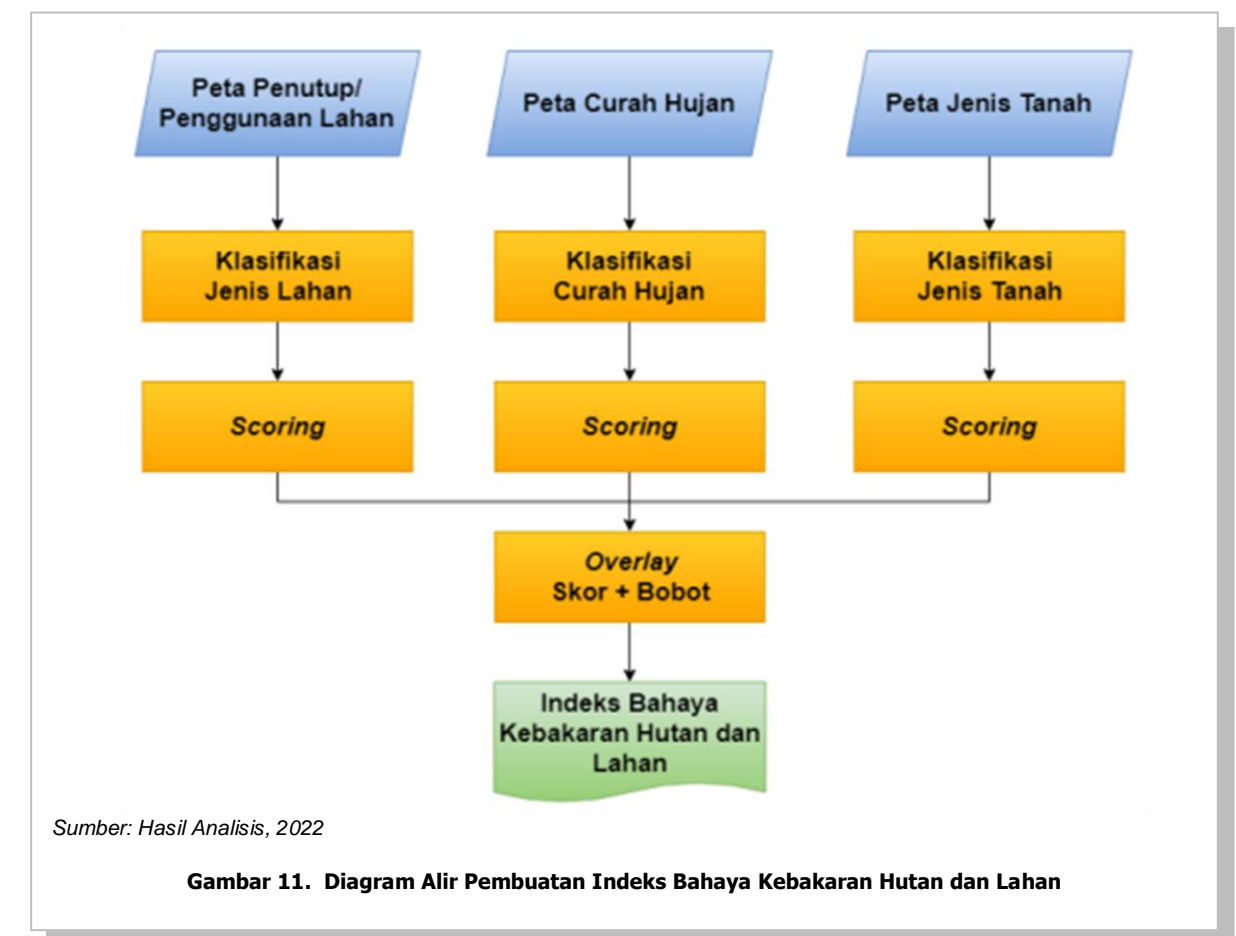 Peta Penutup/
Penggunaan Lahan
Peta Curah Hujan
Peta Jenis Tanah
Klasifikasi
Jenis Lahan
Klasifikasi
Curah Hujan
Klasifikasi
Jenis Tanah
Scoring
Scoring
Scoring
Overlay
Skor + Bobot
Indeks Bahaya
Kebakaran Hutan dan
Lahan
Sumber: Hasil Analisis, 2022
Gambar 11. Diagram Alir Pembuatan Indeks Bahaya Kebakaran Hutan dan Lahan